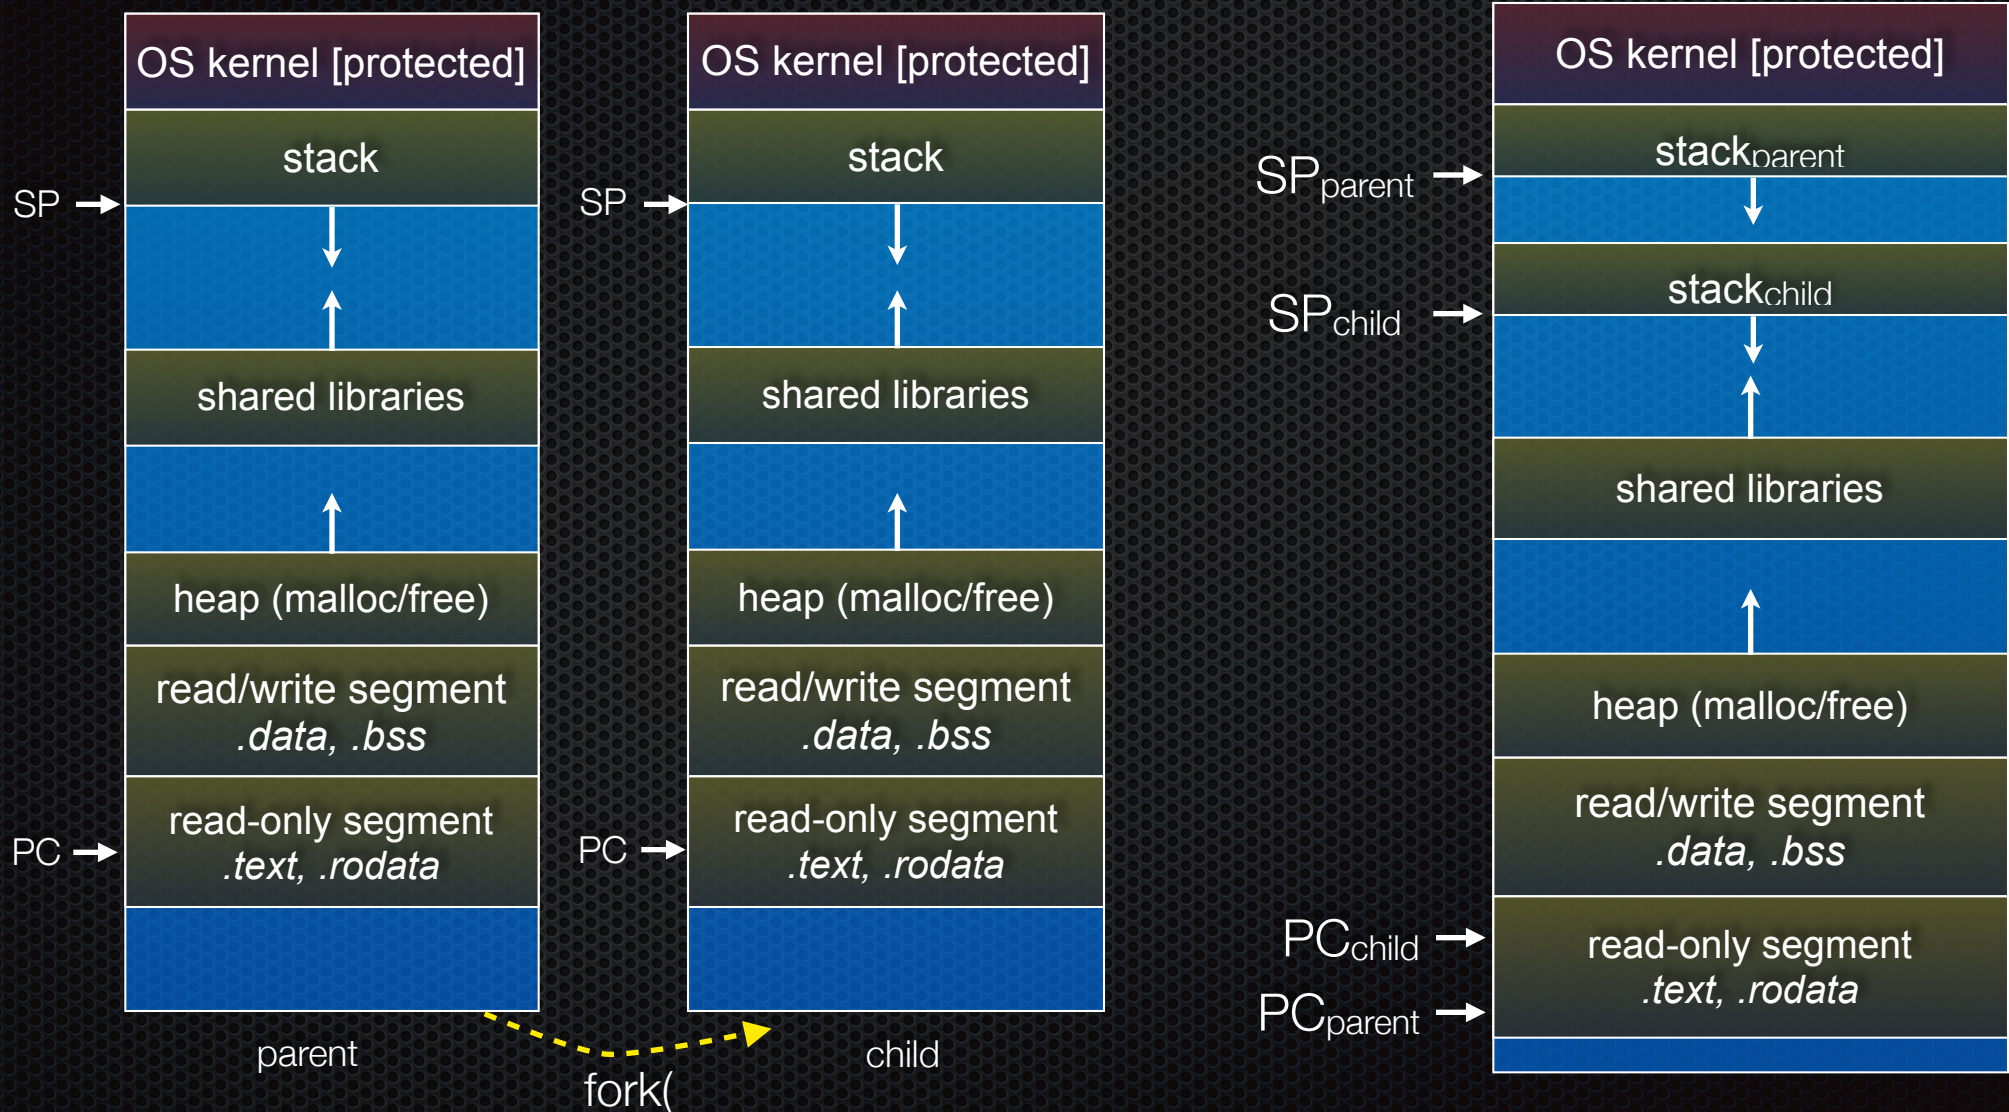 OS kernel [protected]
stack
SP
shared libraries
heap (malloc/free)
read/write segment
.data, .bss
read-only segment
.text, .rodata
PC
parent
OS kernel [protected]
stack
SP
shared libraries
heap (malloc/free)
read/write segment
.data, .bss
read-only segment
.text, .rodata
PC
child
fork(
OS kernel [protected]
stackparent
SPparent
stackchild
SPchild
shared libraries
heap (malloc/free)
read/write segment
.data, .bss
PCchild
read-only segment
.text, .rodata
PCparent